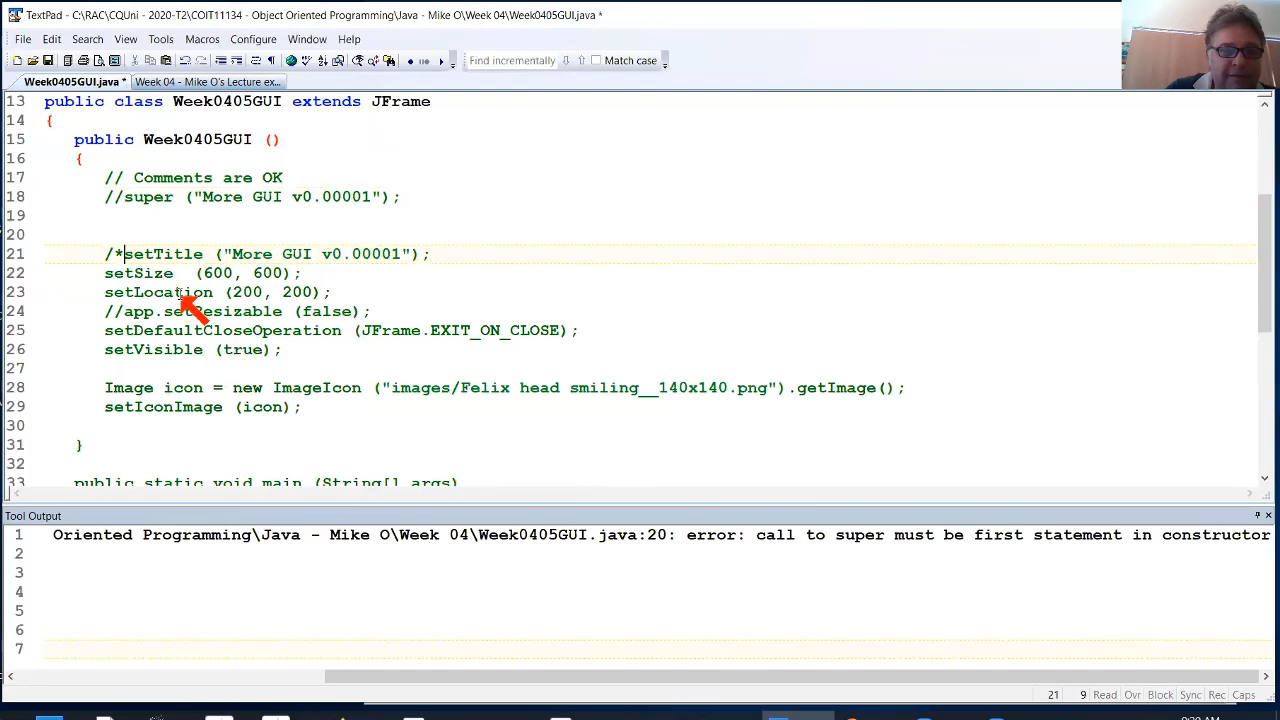 TextPad - C:\RAC\CQUni - 2020-T2\COIT11134 - Object Oriented Programming\Java - Mike O\Week 04\Week0405GUI.java *
File Edit Search View Tools Macros Configure Window Help
Find incrementally Match case
Week0405GUI.java * Week 04 - Mike O's Lecture ex...
13 public class Week0405GUI extends JFrame
14 {
15 public Week0405GUI ()
16 {
17 // Comments are OK
18 //super ("More GUI v0.00001");
19
20
21 /*setTitle ("More GUI v0.00001");
22 setSize (600, 600);
23 setLocation (200, 200);
24 //app.setResizable (false);
25 setDefaultCloseOperation (JFrame.EXIT_ON_CLOSE);
26 setVisible (true);
27
28 Image icon = new ImageIcon ("images/Felix head smiling__140x140.png").getImage();
29 setIconImage (icon);
30
31 }
32
33 public static void main (String[] args)
Tool Output
1 Oriented Programming\Java - Mike O\Week 04\Week0405GUI.java:20: error: call to super must be first statement in constructor
2
3
4
5
6
7
21 9 Read Ovr Block Sync Rec Caps